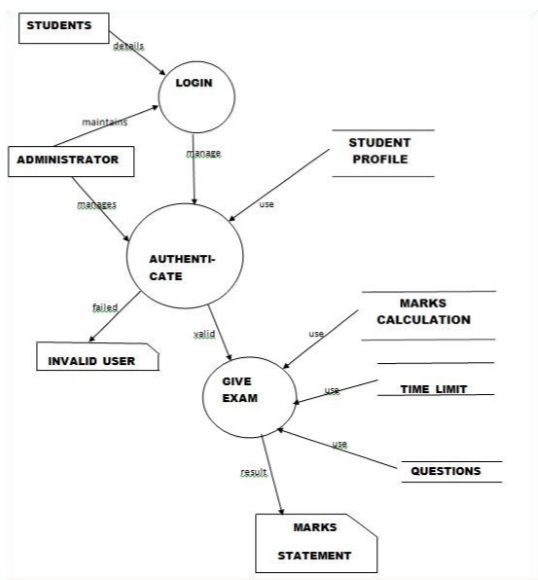 STUDENTS
details
LOGIN
maintains
ADMINISTRATOR
manage
STUDENT
PROFILE
manages
use
AUTHENTI-
CATE
failed
valid
INVALID USER
MARKS
CALCULATION
use
GIVE
EXAM
use
TIME LIMIT
use
QUESTIONS
result
MARKS
STATEMENT